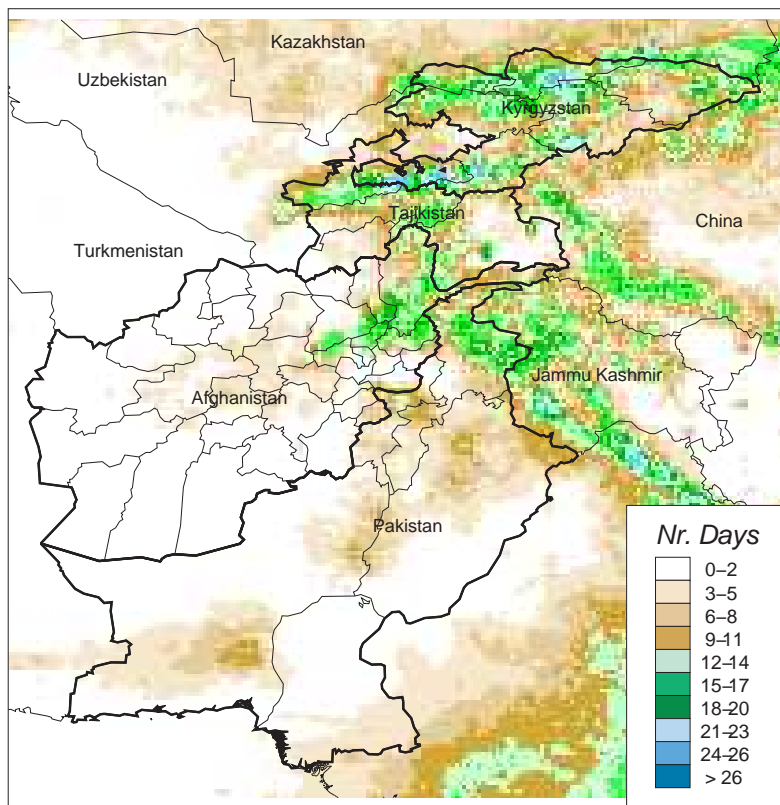 Kazakhstan
Uzbekistan
Kyrgyzstan
Tajikistan
China
Turkmenistan
Jammu Kashmir
Afghanistan
Pakistan
Nr. Days
0–2
3–5
6–8
9–11
12–14
15–17
18–20
21–23
24–26
> 26